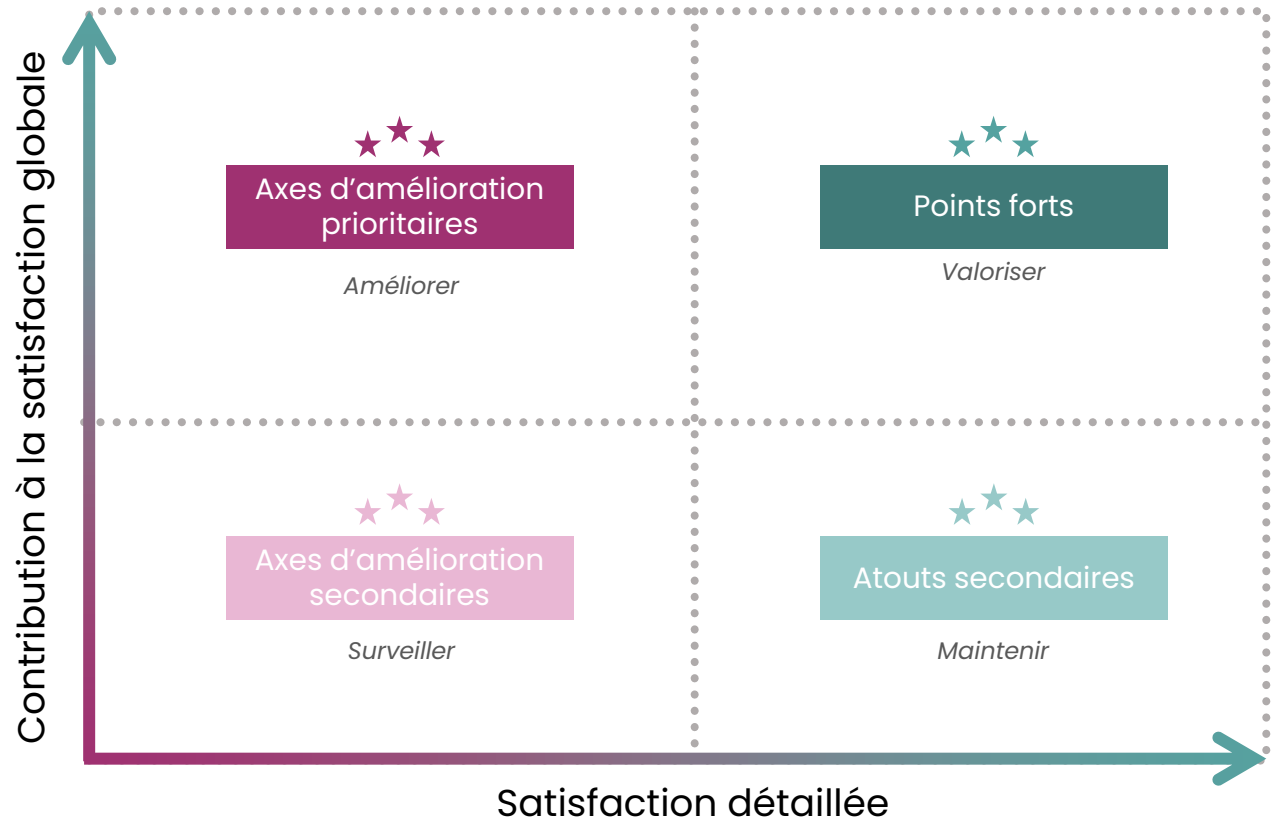 Contribution à la satisfaction globale
Axes d’amélioration
prioritaires
Améliorer
Points forts
Valoriser
Axes d’amélioration
secondaires
Surveiller
Atouts secondaires
Maintenir
Satisfaction détaillée